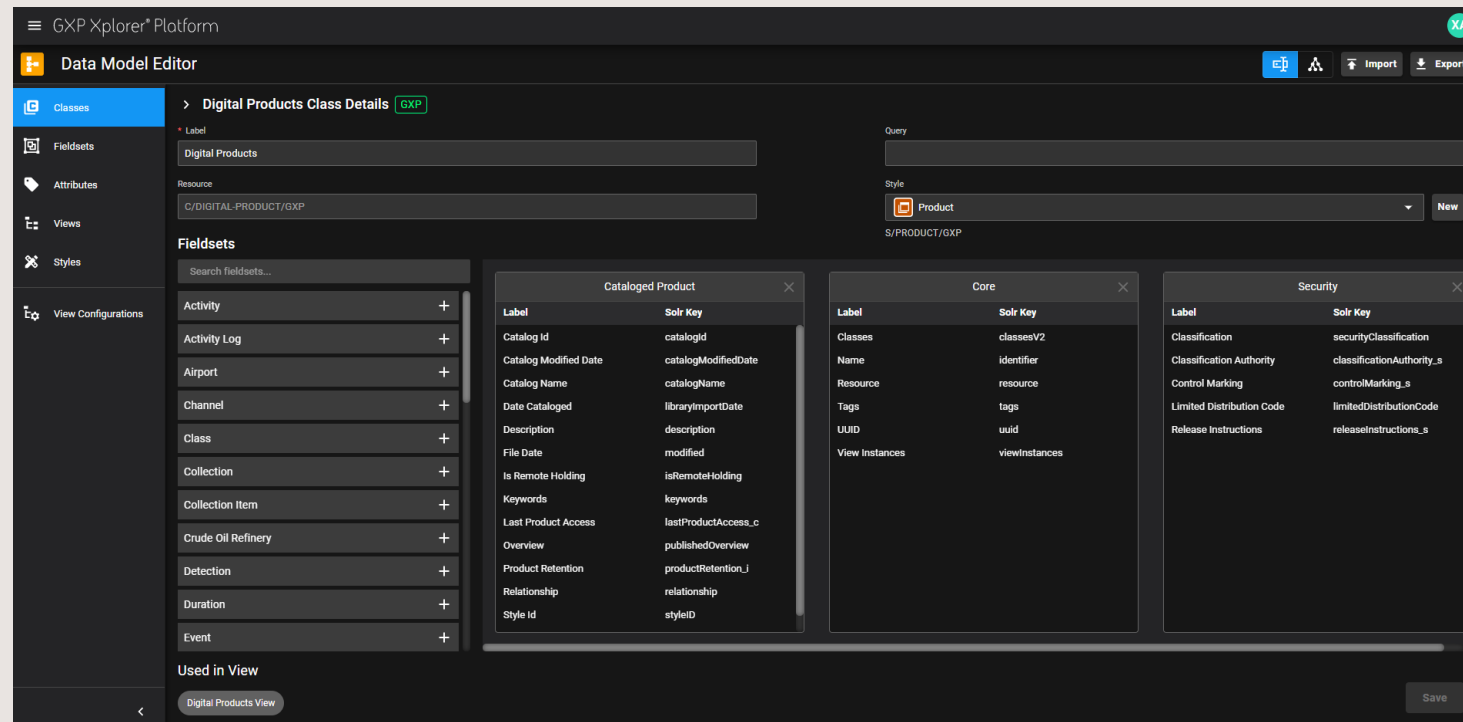 GXP Xplorer® Platform
XA
Data Model Editor
Import
Export
Classes
Fieldsets
Attributes
Views
Styles
View Configurations
Digital Products Class Details GXP
* Label
Digital Products
Query
Resource
C/DIGITAL-PRODUCT/GXP
Style
Product
New
S/PRODUCT/GXP
Fieldsets
Search fieldsets...
Activity
Activity Log
Airport
Channel
Class
Collection
Collection Item
Crude Oil Refinery
Detection
Duration
Event
Cataloged Product
Label Solr Key
Catalog Id catalogId
Catalog Modified Date catalogModifiedDate
Catalog Name catalogName
Date Cataloged libraryImportDate
Description description
File Date modified
Is Remote Holding isRemoteHolding
Keywords keywords
Last Product Access lastProductAccess_c
Overview publishedOverview
Product Retention productRetention_i
Relationship relationship
Style Id styleID
Core
Label Solr Key
Classes classesV2
Name identifier
Resource resource
Tags tags
UUID uuid
View Instances viewInstances
Security
Label Solr Key
Classification securityClassification
Classification Authority classificationAuthority_s
Control Marking controlMarking_s
Limited Distribution Code limitedDistributionCode
Release Instructions releaseInstructions_s
Used in View
Digital Products View
Save